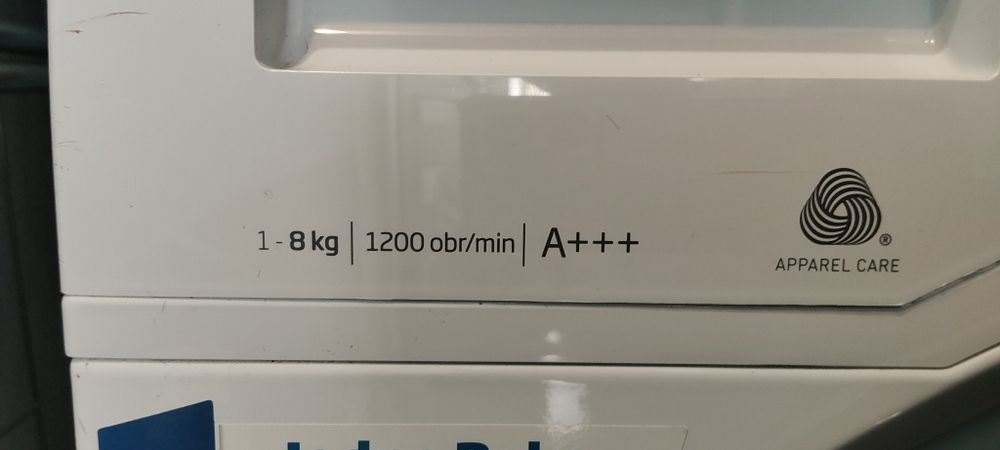 1 - 8 kg | 1200 obr/min | A+++
®
APPAREL CARE